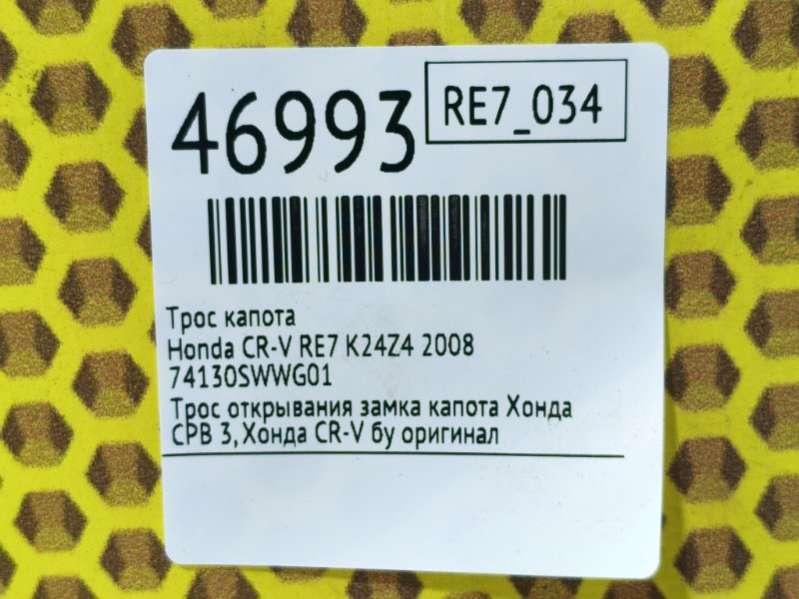 46993
RE7_034
Трос капота
Honda CR-V RE7 K24Z4 2008
74130SWWG01
Трос открывания замка капота Хонда
СРВ 3, Хонда CR-V бу оригинал